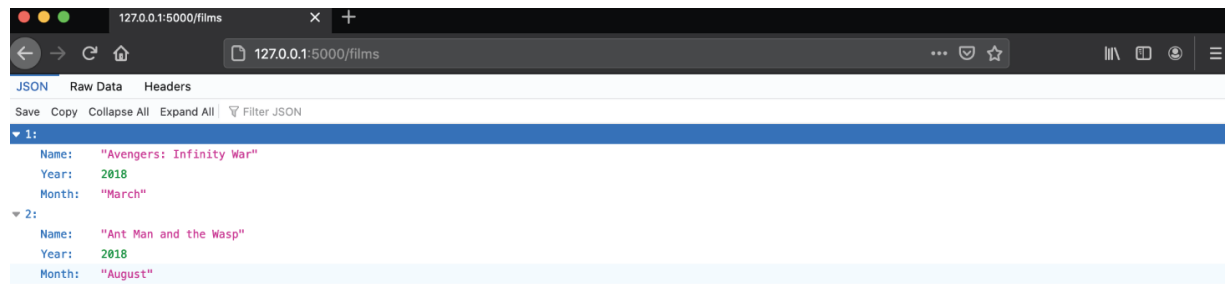 127.0.0.1:5000/films
127.0.0.1:5000/films
JSON Raw Data Headers
Save Copy Collapse All Expand All Filter JSON
1:
Name: "Avengers: Infinity War"
Year: 2018
Month: "March"
2:
Name: "Ant Man and the Wasp"
Year: 2018
Month: "August"